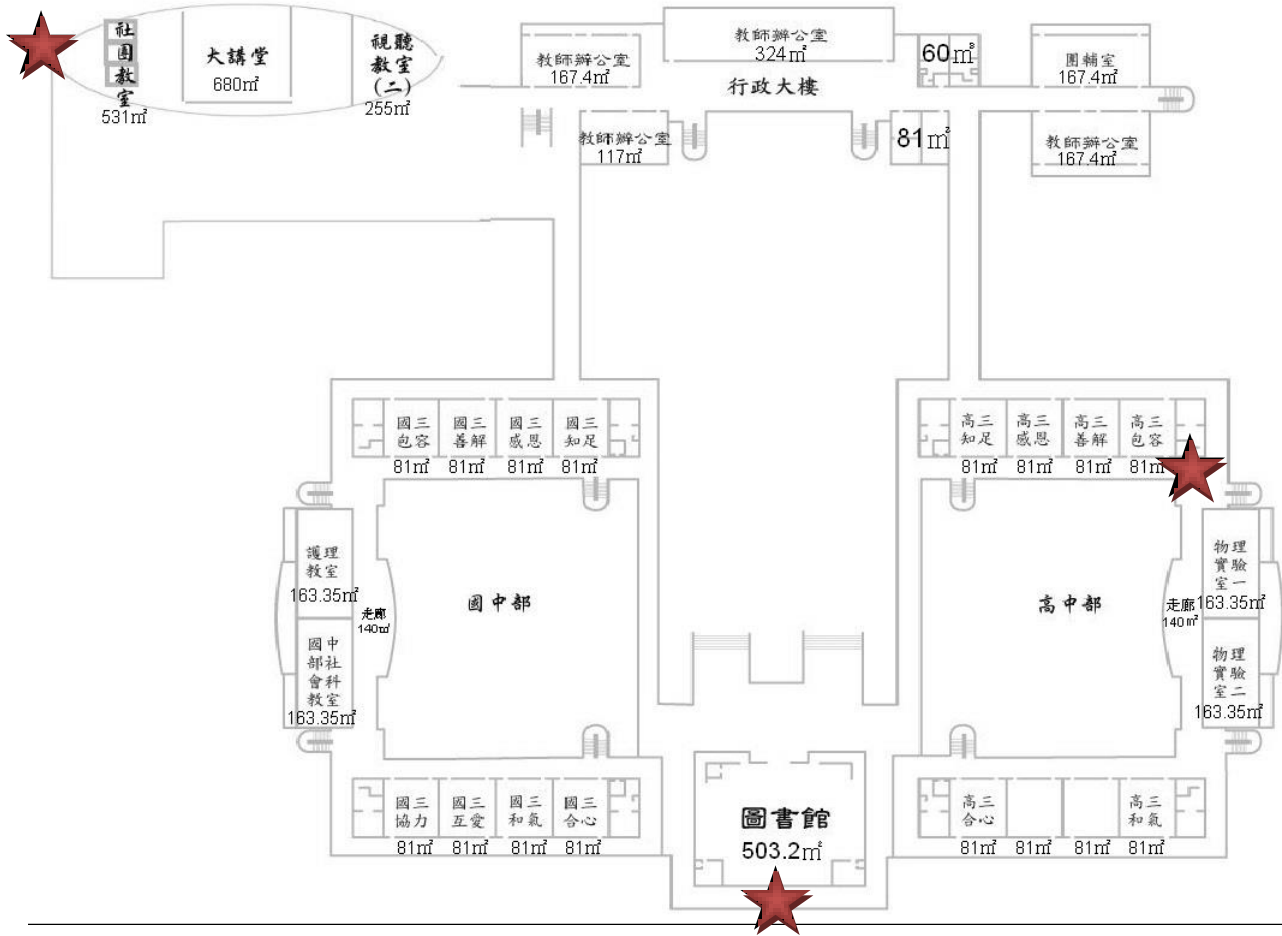 社團教室
531㎡
大講堂
680㎡
視聽
教室
(二)
255㎡
教師辦公室
167.4㎡
教師辦公室
324㎡
60㎡
團輔室
167.4㎡
行政大樓
教師辦公室
117㎡
81㎡
教師辦公室
167.4㎡
國三
包容
81㎡
國三
善解
81㎡
國三
感恩
81㎡
國三
知足
81㎡
高三
知足
81㎡
高三
感恩
81㎡
高三
善解
81㎡
高三
包容
81㎡
護理
教室
163.35㎡
走廊
140㎡
國中部
國中
部社
會科
教室
163.35㎡
高中部
走廊
140㎡
物理
實驗
室一
163.35㎡
物理
實驗
室二
163.35㎡
國三
協力
81㎡
國三
互愛
81㎡
國三
和氣
81㎡
國三
合心
81㎡
圖書館
503.2㎡
高三
合心
81㎡
81㎡
81㎡
高三
和氣
81㎡